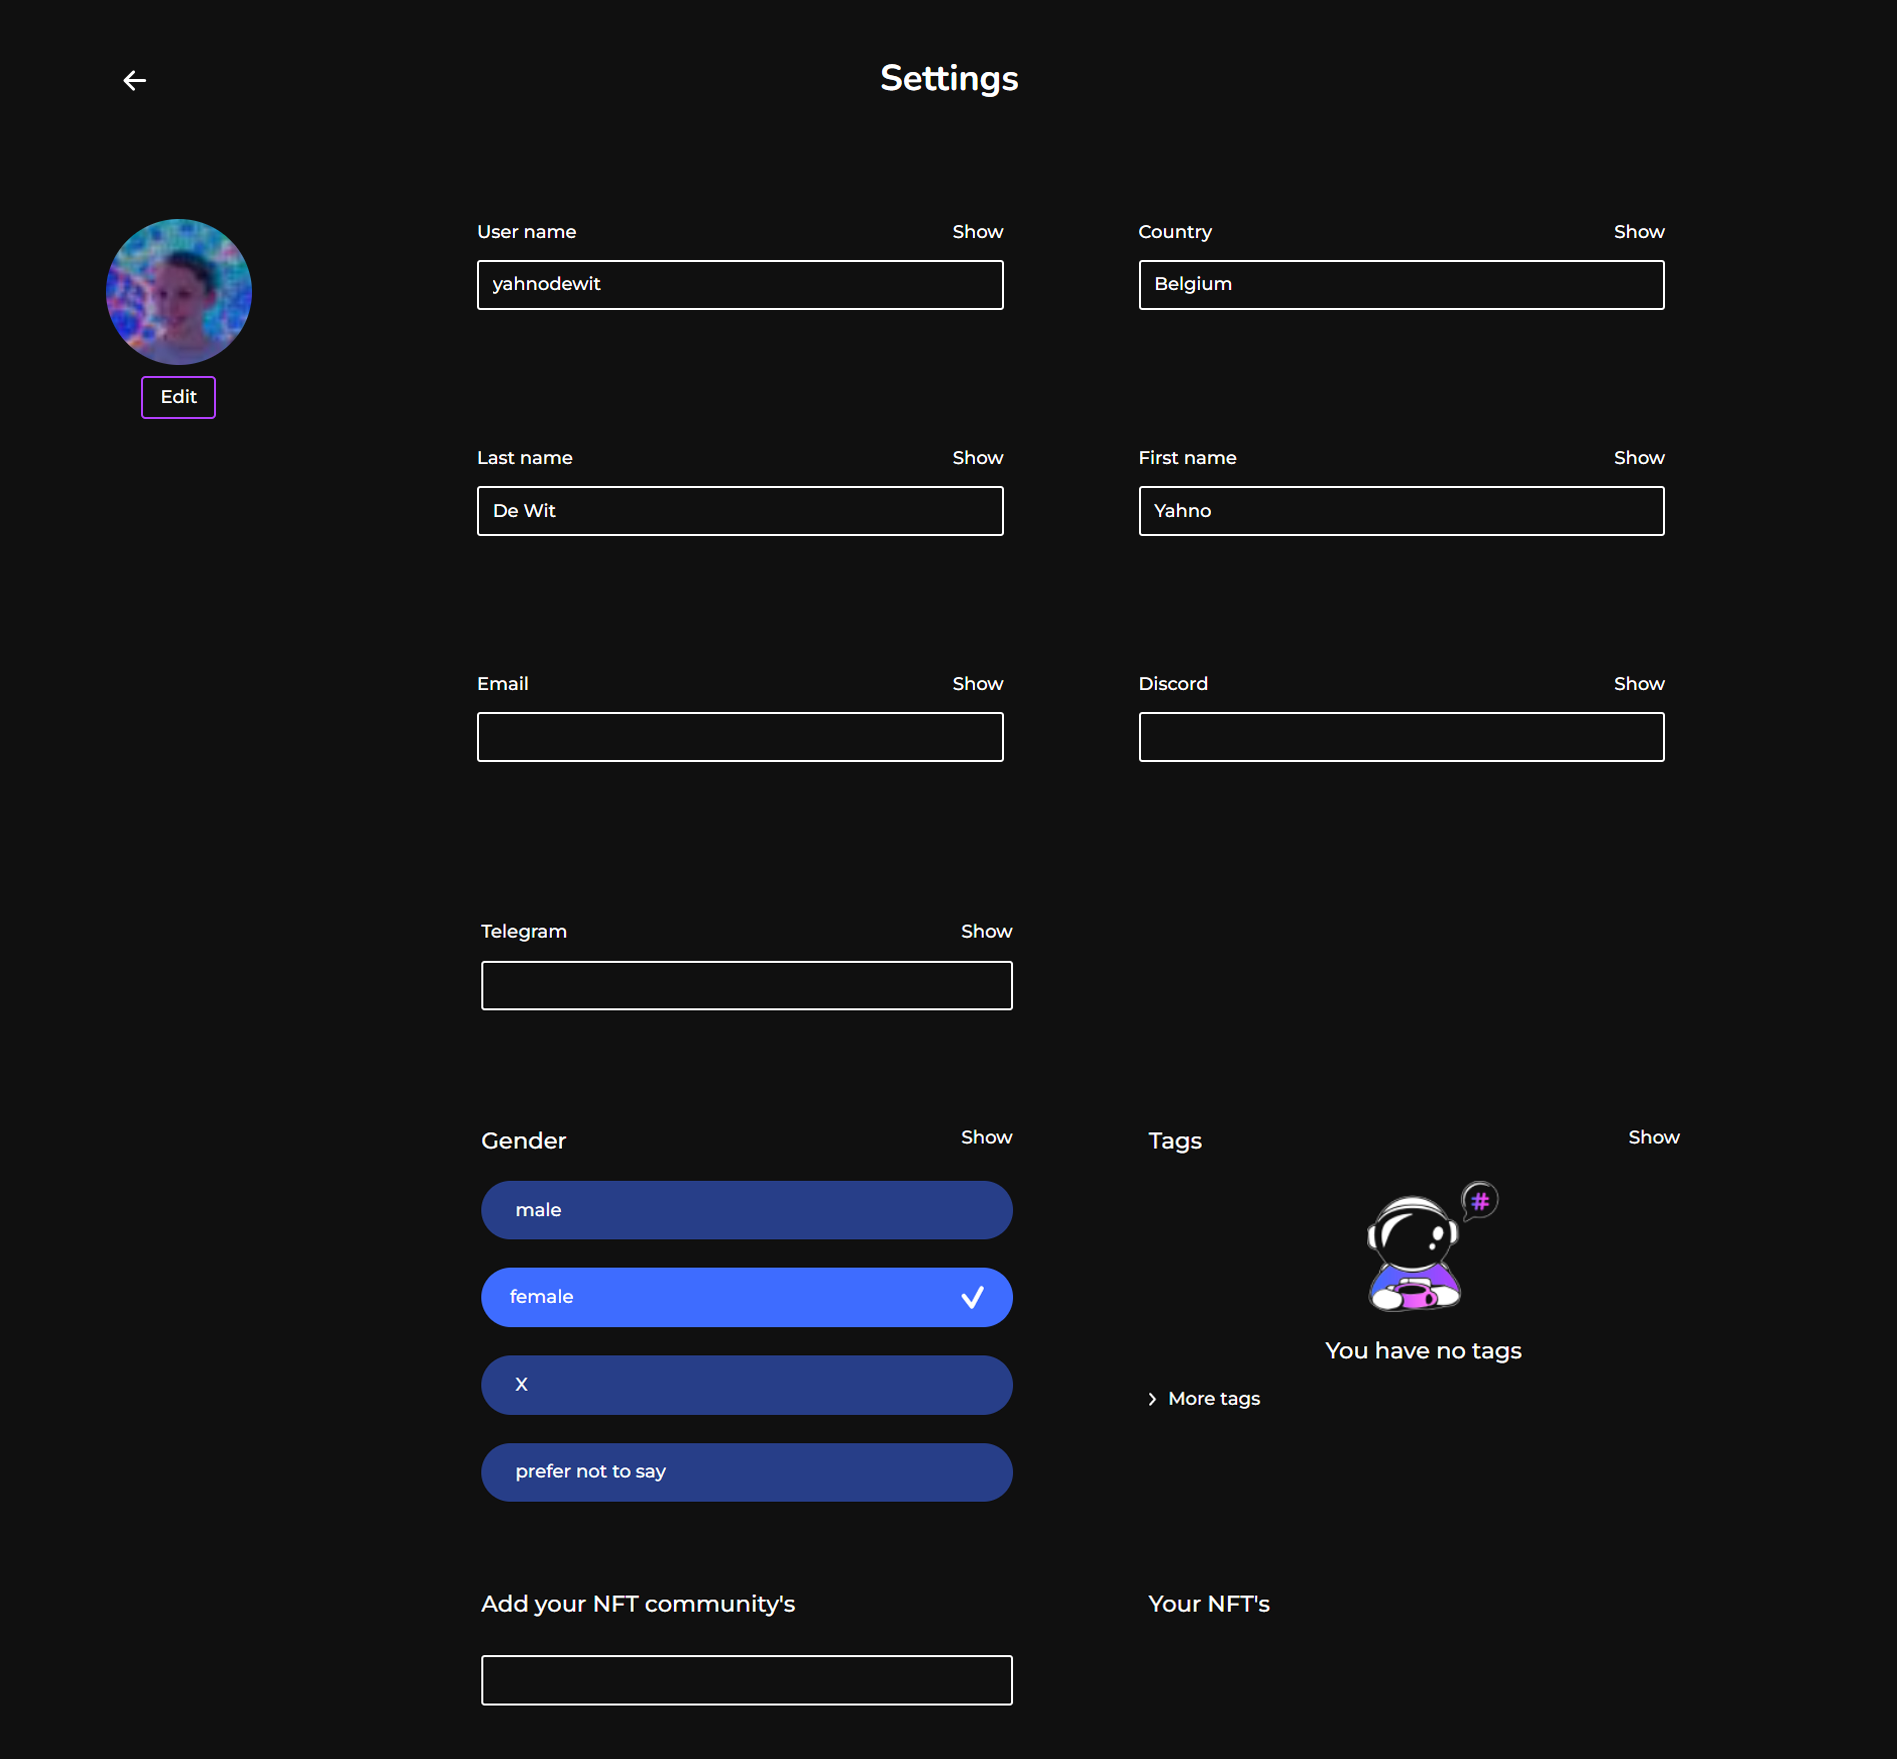 Settings
User name Show Country Show
yahnodewit Belgium
Edit
Last name Show First name Show
De Wit Yahno
Email Show Discord Show
Telegram Show
Gender Show Tags Show
#
male
female
You have no tags
X
More tags
prefer not to say
Add your NFT community's Your NFT's